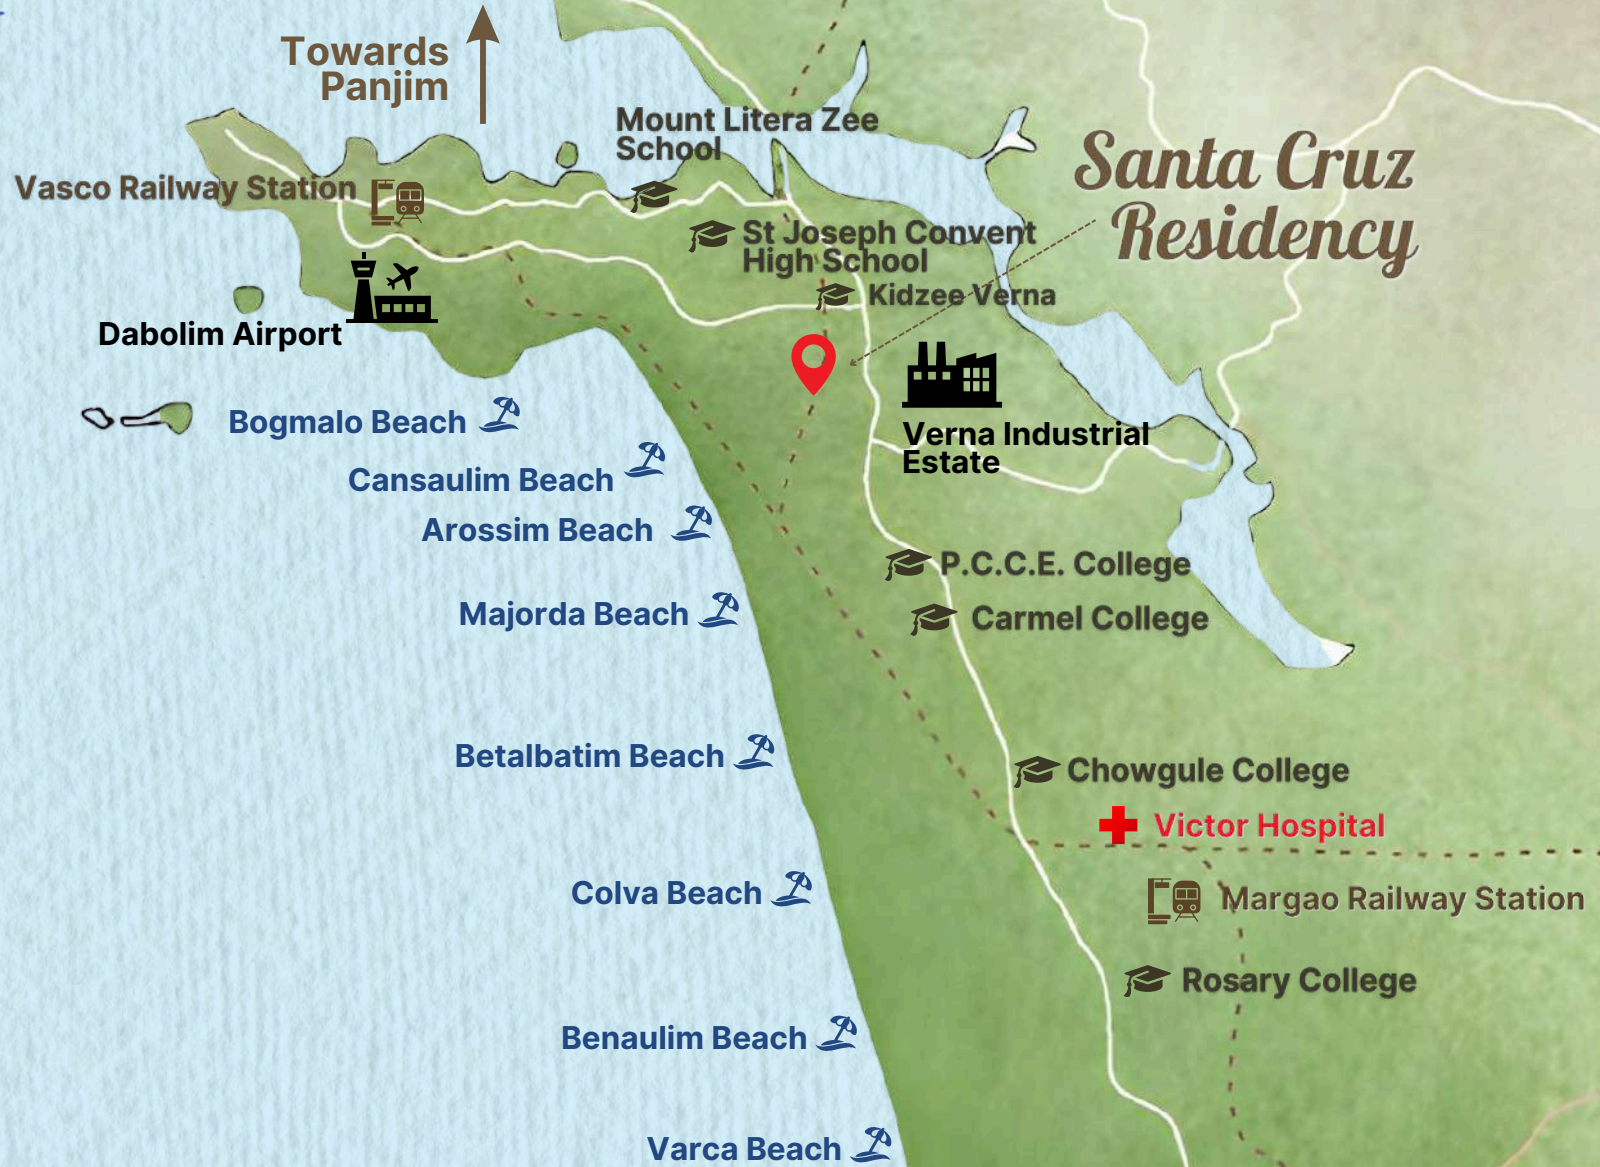 Towards
Panjim
Mount Litera Zee
School
Santa Cruz
Residency
Vasco Railway Station
St Joseph Convent
High School
Kidzee Verna
Dabolim Airport
Bogmalo Beach
Verna Industrial
Estate
Cansaulim Beach
Arossim Beach
P.C.C.E. College
Majorda Beach
Carmel College
Betalbatim Beach
Chowgule College
Victor Hospital
Colva Beach
Margao Railway Station
Rosary College
Benaulim Beach
Varca Beach